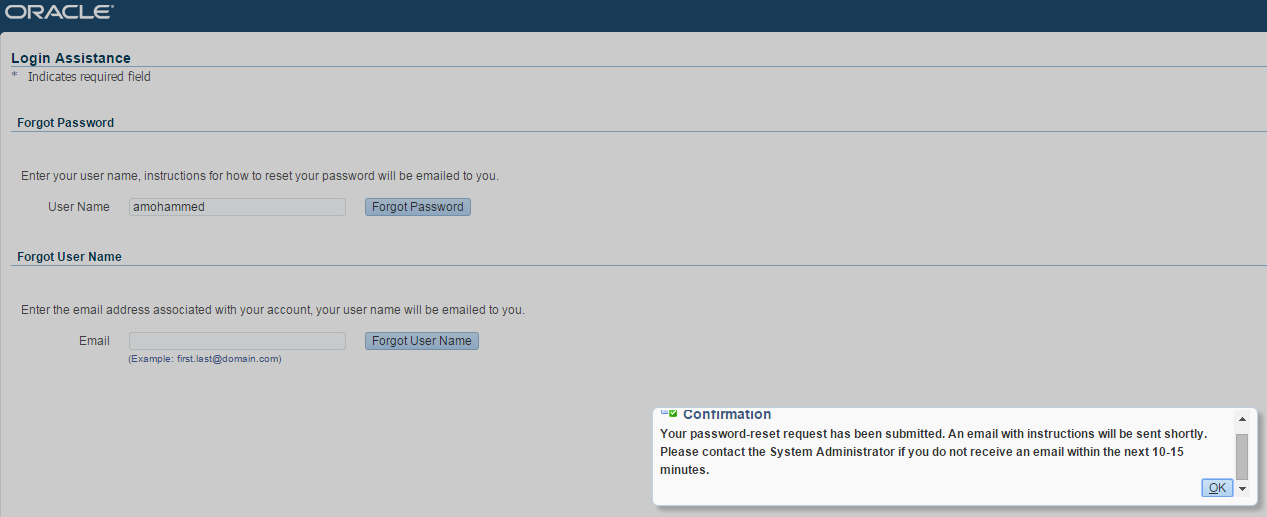 ORACLE®
Login Assistance
* Indicates required field
Forgot Password
Enter your user name, instructions for how to reset your password will be emailed to you.
User Name amohammed Forgot Password
Forgot User Name
Enter the email address associated with your account, your user name will be emailed to you.
Email Forgot User Name
(Example: first.last@domain.com)
Confirmation
Your password-reset request has been submitted. An email with instructions will be sent shortly.
Please contact the System Administrator if you do not receive an email within the next 10-15
minutes.
OK